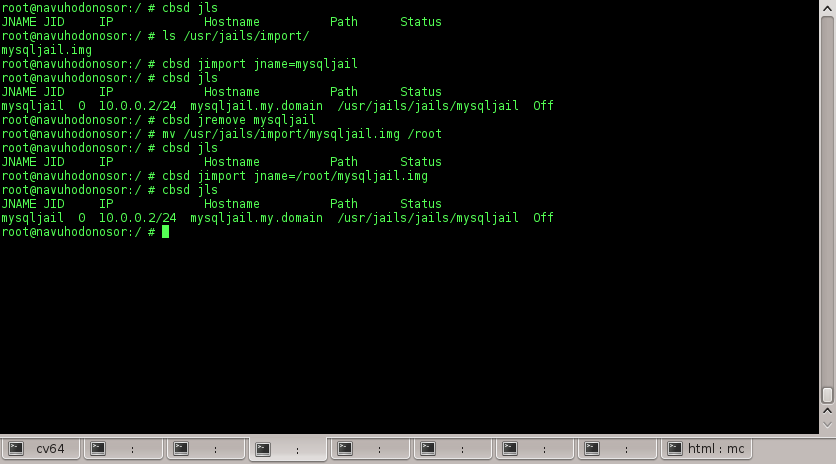 root@navuhodonosor:/ # cbsd jls
JNAME JID     IP             Hostname          Path      Status
root@navuhodonosor:/ # ls /usr/jails/import/
mysqljail.img
root@navuhodonosor:/ # cbsd jimport jname=mysqljail
root@navuhodonosor:/ # cbsd jls
JNAME JID     IP             Hostname          Path      Status
mysqljail  0  10.0.0.2/24  mysqljail.my.domain  /usr/jails/jails/mysqljail  Off
root@navuhodonosor:/ # cbsd jremove mysqljail
root@navuhodonosor:/ # mv /usr/jails/import/mysqljail.img /root
root@navuhodonosor:/ # cbsd jls
JNAME JID     IP             Hostname          Path      Status
root@navuhodonosor:/ # cbsd jimport jname=/root/mysqljail.img
root@navuhodonosor:/ # cbsd jls
JNAME JID     IP             Hostname          Path      Status
mysqljail  0  10.0.0.2/24  mysqljail.my.domain  /usr/jails/jails/mysqljail  Off
root@navuhodonosor:/ #
cv64 : : : : : : : html : mc